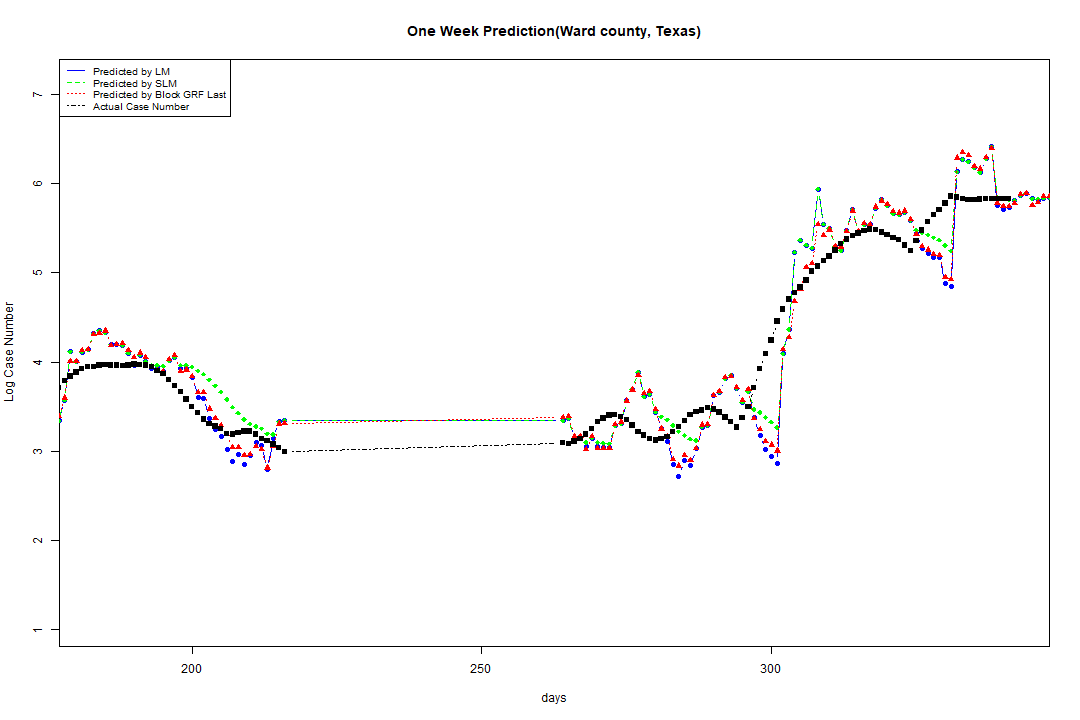 One Week Prediction(Ward county, Texas)
Predicted by LM
Predicted by SLM
Predicted by Block GRF Last
Actual Case Number
7
6
5
4
3
2
1
Log Case Number
200
250
300
days